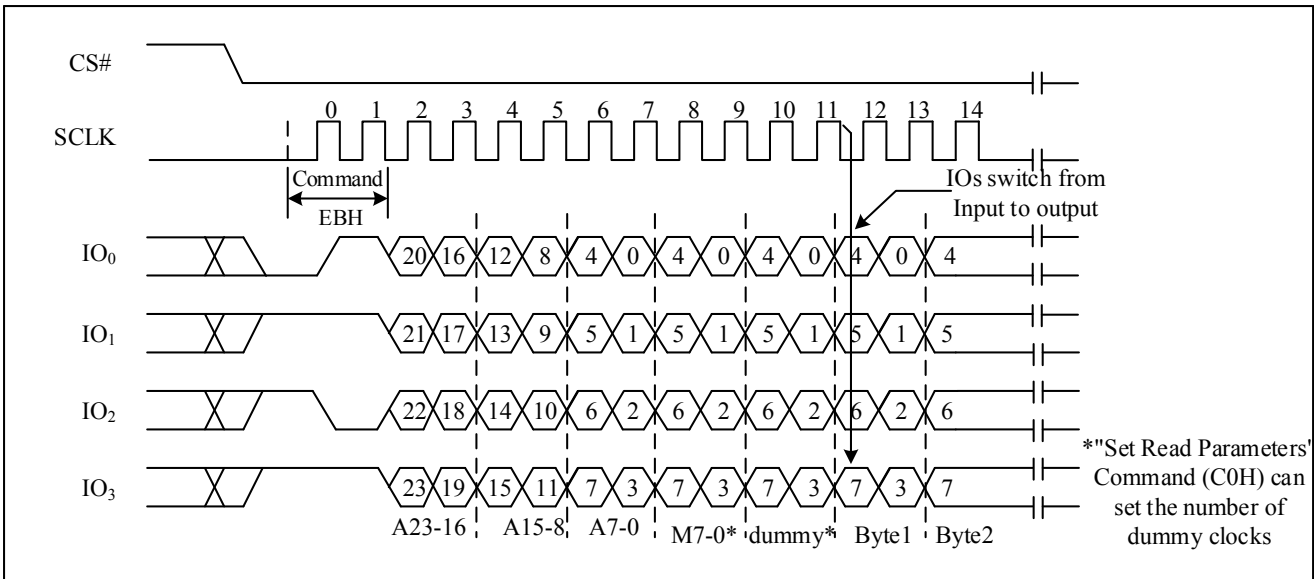 CS#
0 1 2 3 4 5 6 7 8 9 10 11 12 13 14
SCLK
Command
EBH
IOs switch from
Input to output
IO0 20 16 12 8 4 0 4 0 4 0 4 0 4
IO1 21 17 13 9 5 1 5 1 5 1 5 1 5
IO2 22 18 14 10 6 2 6 2 6 2 6 2 6
IO3 23 19 15 11 7 3 7 3 7 3 7 3 7
A23-16 A15-8 A7-0 M7-0* dummy* Byte1 Byte2
*"Set Read Parameters"
Command (C0H) can
set the number of
dummy clocks